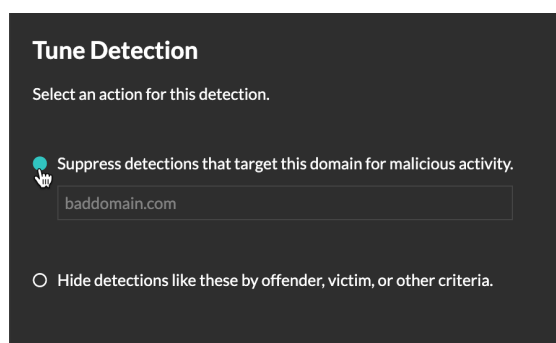 Tune Detection
Select an action for this detection.
Suppress detections that target this domain for malicious activity.
baddomain.com
Hide detections like these by offender, victim, or other criteria.